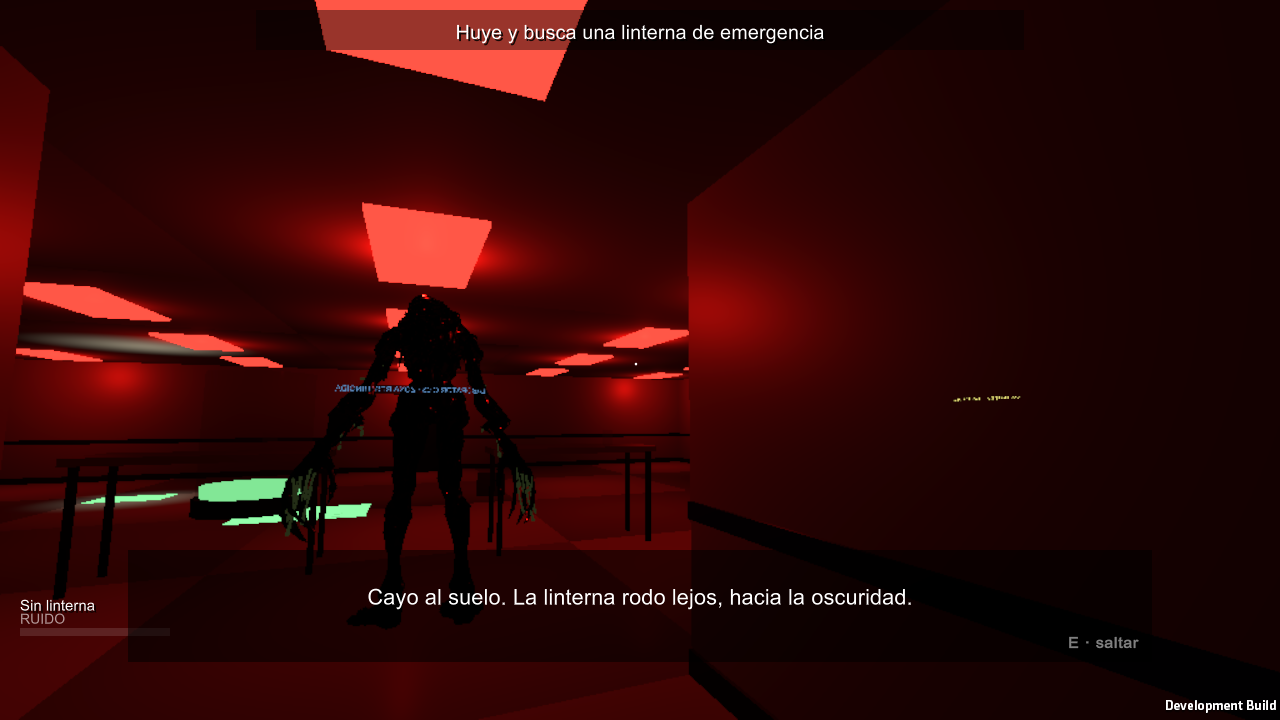 Huye y busca una linterna de emergencia
Cayo al suelo. La linterna rodo lejos, hacia la oscuridad.
Sin linterna
RUIDO
E · saltar
Development Build